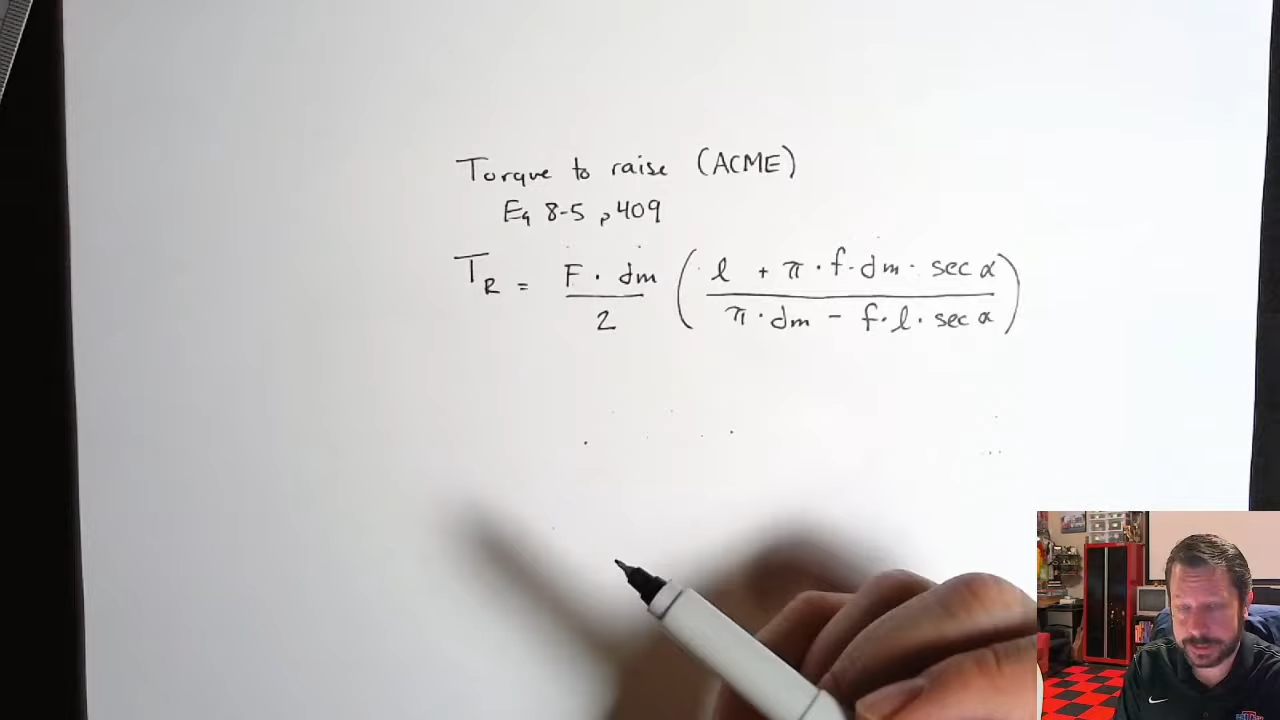 Torque to raise (ACME)
Eq 8-5 p409
T_R = F · dm / 2 ( l + π · f · dm · sec α / π · dm − f · l · sec α )